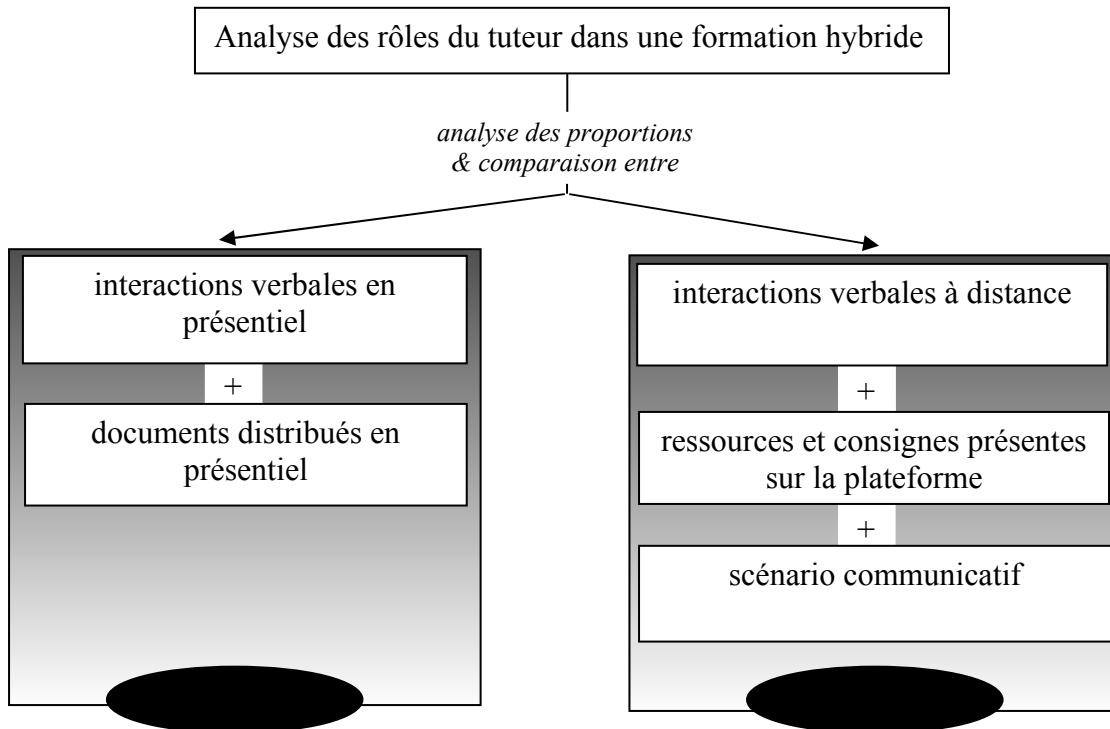 Analyse des rôles du tuteur dans une formation hybride
analyse des proportions
& comparaison entre
interactions verbales en
présentiel
+
documents distribués en
présentiel
interactions verbales à distance
+
ressources et consignes présentes
sur la plateforme
+
scénario communicatif